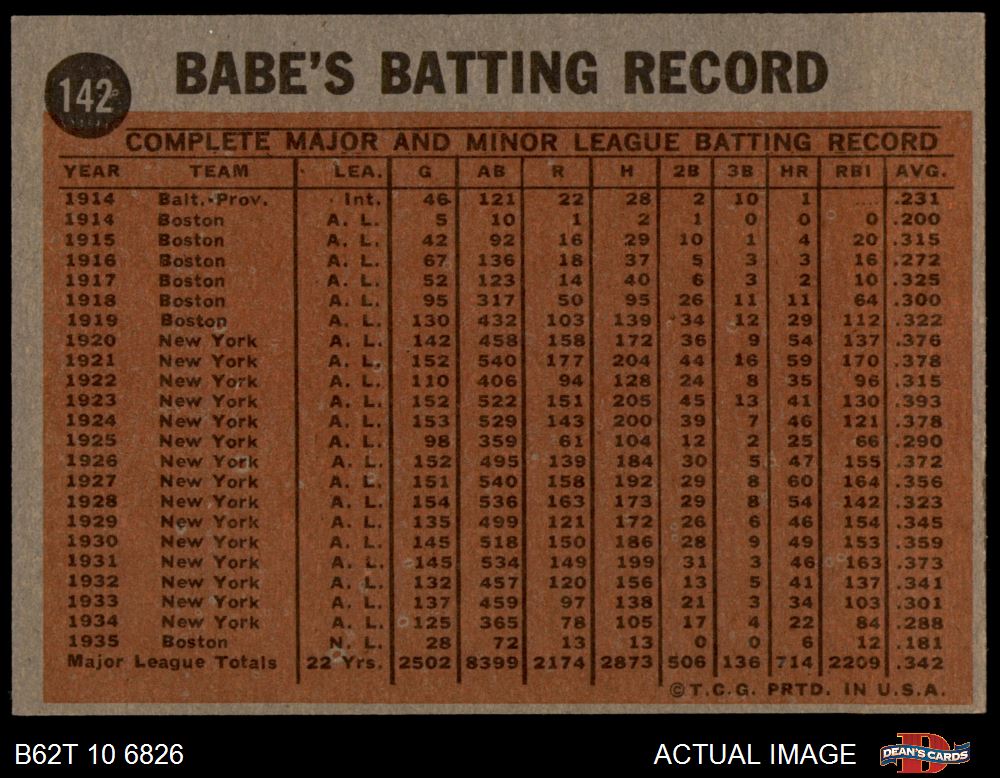 142
BABE'S BATTING RECORD
COMPLETE MAJOR AND MINOR LEAGUE BATTING RECORD
YEAR TEAM LEA. G AB R H 2B 3B HR RBI AVG.
1914 Balt.-Prov. Int. 46 121 22 28 2 10 1 .... .231
1914 Boston A. L. 5 10 1 2 1 0 0 0 .200
1915 Boston A. L. 42 92 16 29 10 1 4 20 .315
1916 Boston A. L. 67 136 18 37 5 3 3 16 .272
1917 Boston A. L. 52 123 14 40 6 3 2 10 .325
1918 Boston A. L. 95 317 50 95 26 11 11 64 .300
1919 Boston A. L. 130 432 103 139 34 12 29 112 .322
1920 New York A. L. 142 458 158 172 36 9 54 137 .376
1921 New York A. L. 152 540 177 204 44 16 59 170 .378
1922 New York A. L. 110 406 94 128 24 8 35 96 .315
1923 New York A. L. 152 522 151 205 45 13 41 130 .393
1924 New York A. L. 153 529 143 200 39 7 46 121 .378
1925 New York A. L. 98 359 61 104 12 2 25 66 .290
1926 New York A. L. 152 495 139 184 30 5 47 155 .372
1927 New York A. L. 151 540 158 192 29 8 60 164 .356
1928 New York A. L. 154 536 163 173 29 8 54 142 .323
1929 New York A. L. 135 499 121 172 26 6 46 154 .345
1930 New York A. L. 145 518 150 186 28 9 49 153 .359
1931 New York A. L. 145 534 149 199 31 3 46 163 .373
1932 New York A. L. 132 457 120 156 13 5 41 137 .341
1933 New York A. L. 137 459 97 138 21 3 34 103 .301
1934 New York A. L. 125 365 78 105 17 4 22 84 .288
1935 Boston N. L. 28 72 13 13 0 0 6 12 .181
Major League Totals 22 Yrs. 2502 8399 2174 2873 506 136 714 2209 .342
©T.C.G. PRTD. IN U.S.A.
B62T 10 6826
ACTUAL IMAGE
DEAN'S CARDS